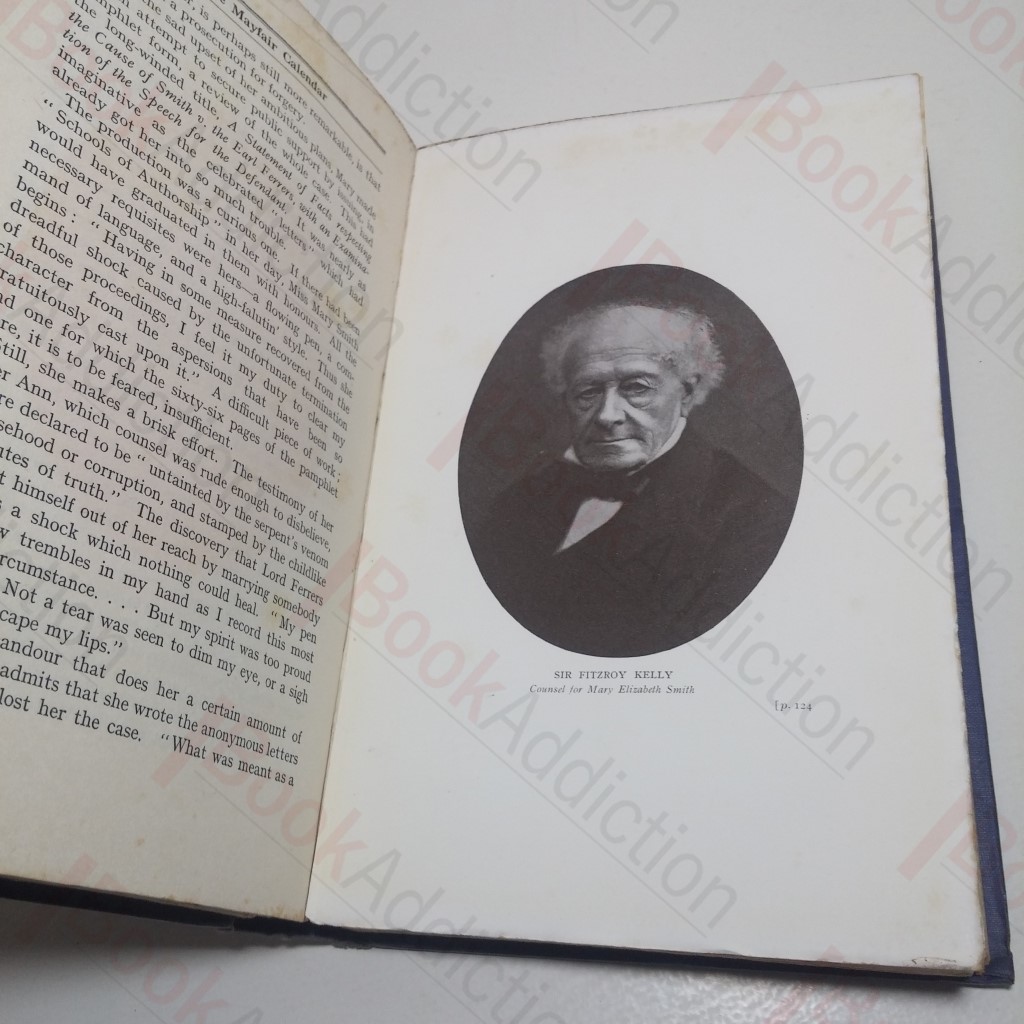 e Mayfair Calendar
r, is perhaps still more remarkable, is that
a prosecution for forgery.
the sad upset of her ambitious plans, Mary made
attempt to secure public support by issuing, in
amphlet form, a review of the whole case. This had
the long-winded title, A Statement of Facts respecting
the Cause of Smith v. the Earl Ferrers, with an Examina-
tion of the Speech for the Defendant. It was nearly as
imaginative as the celebrated "letters" which had
already got her into so much trouble.
"The production was a curious one. If there had been
Schools of Authorship in her day, Miss Mary Smith
would have graduated in them with honours. All the
necessary requisites were hers—a flowing pen, a com-
mand of language, and a high-falutin' style. Thus she
begins: "Having in some measure recovered from the
dreadful shock caused by the unfortunate termination
of those proceedings, I feel it my duty to clear my
character from the aspersions that have been so
ratuitously cast upon it." A difficult piece of work;
nd one for which the sixty-six pages of the pamphlet
re, it is to be feared, insufficient.
Still, she makes a brisk effort. The testimony of her
er Ann, which counsel was rude enough to disbelieve,
re declared to be "untainted by the serpent's venom
sehood or corruption, and stamped by the childlike
utes of truth." The discovery that Lord Ferrers
t himself out of her reach by marrying somebody
s a shock which nothing could heal. "My pen
w trembles in my hand as I record this most
rcumstance. . . . But my spirit was too proud
Not a tear was seen to dim my eye, or a sigh
cape my lips."
andour that does her a certain amount of
admits that she wrote the anonymous letters
lost her the case. "What was meant as a
SIR FITZROY KELLY
Counsel for Mary Elizabeth Smith
[p. 124
BookAddiction